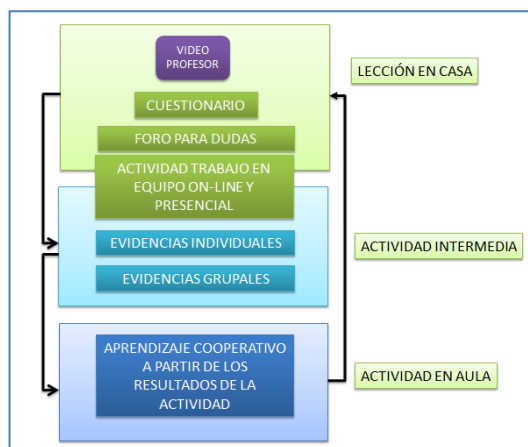 VIDEO
PROFESOR
LECCIÓN EN CASA
CUESTIONARIO
FORO PARA DUDAS
ACTIVIDAD TRABAJO EN
EQUIPO ON-LINE Y
PRESENCIAL
EVIDENCIAS INDIVIDUALES
ACTIVIDAD INTERMEDIA
EVIDENCIAS GRUPALES
APRENDIZAJE COOPERATIVO
A PARTIR DE LOS
RESULTADOS DE LA
ACTIVIDAD
ACTIVIDAD EN AULA